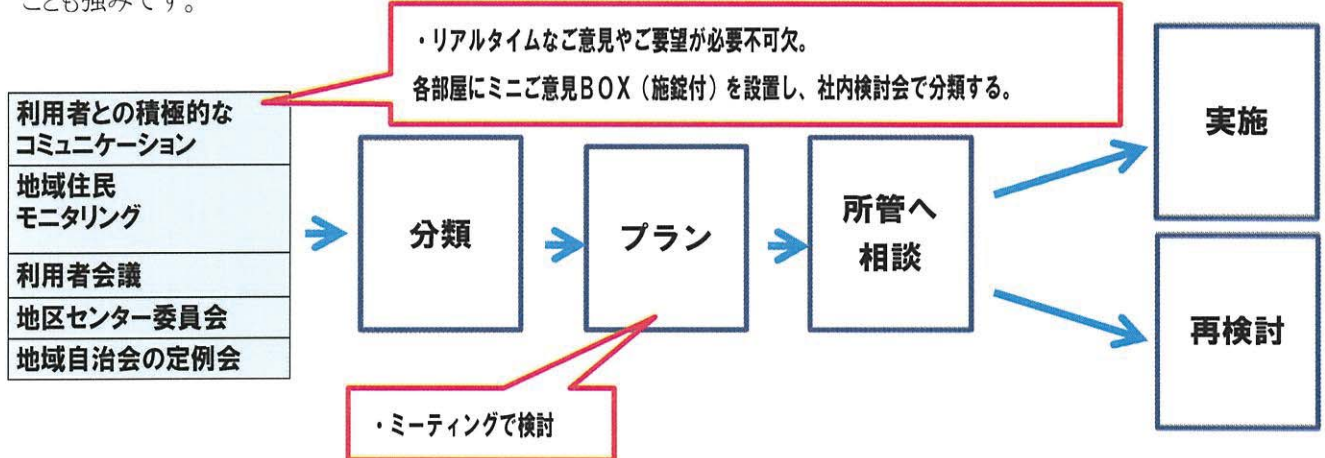 ことも強みです。
・リアルタイムなご意見やご要望が必要不可欠。
各部屋にミニご意見BOX（施錠付）を設置し、社内検討会で分類する。
利用者との積極的な
コミュニケーション
地域住民
モニタリング
利用者会議
地区センター委員会
地域自治会の定例会
分類
プラン
所管へ
相談
実施
再検討
・ミーティングで検討